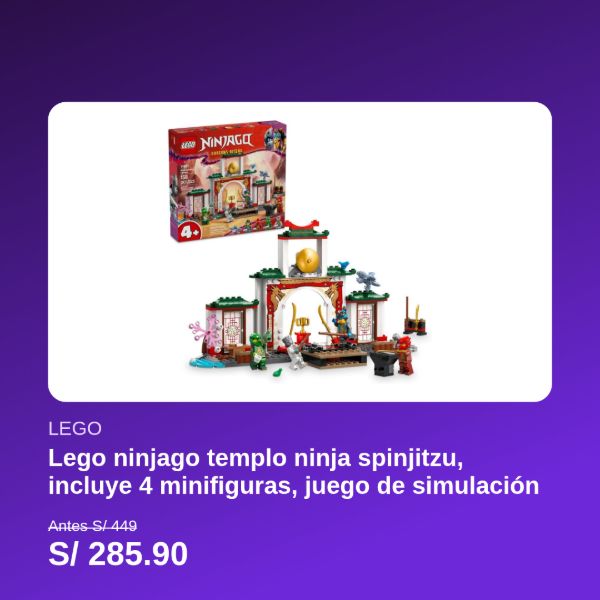 LEGO
NINJAGO
4+
LEGO
Lego ninjago templo ninja spinjitzu,
incluye 4 minifiguras, juego de simulación
Antes S/ 449
S/ 285.90